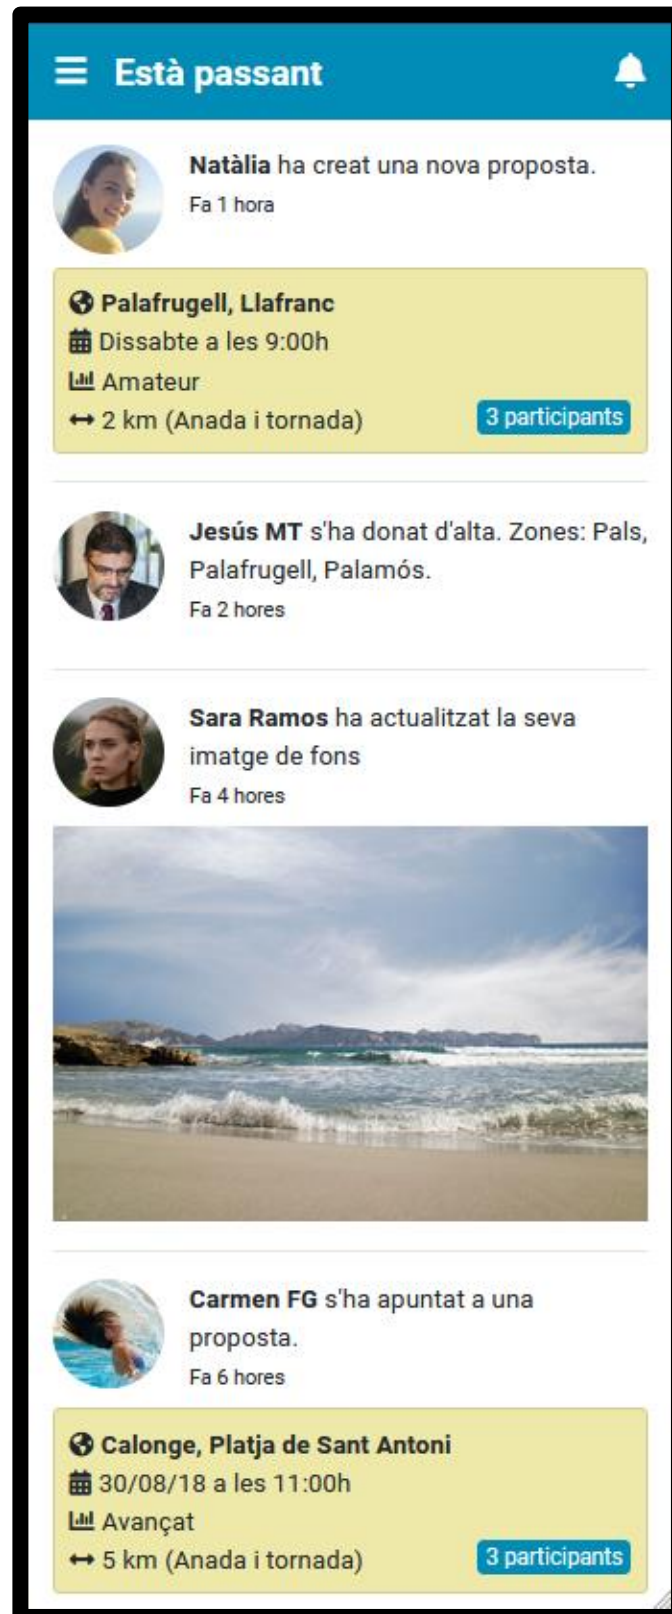 Està passant
Natàlia ha creat una nova proposta.
Fa 1 hora
Palafrugell, Llafranc
Dissabte a les 9:00h
Amateur
2 km (Anada i tornada)
3 participants
Jesús MT s'ha donat d'alta. Zones: Pals,
Palafrugell, Palamós.
Fa 2 hores
Sara Ramos ha actualitzat la seva
imatge de fons
Fa 4 hores
Carmen FG s'ha apuntat a una
proposta.
Fa 6 hores
Calonge, Platja de Sant Antoni
30/08/18 a les 11:00h
Avançat
5 km (Anada i tornada)
3 participants